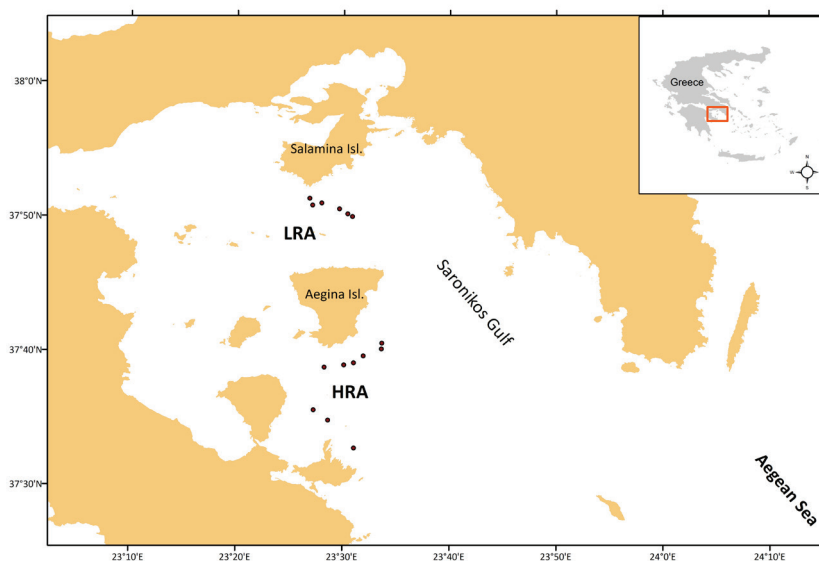 Greece
N
W
E
S
38°0'N
Salamina Isl.
37°50'N
LRA
Saronikos Gulf
Aegina Isl.
37°40'N
HRA
37°30'N
Aegean Sea
23°10'E
23°20'E
23°30'E
23°40'E
23°50'E
24°0'E
24°10'E